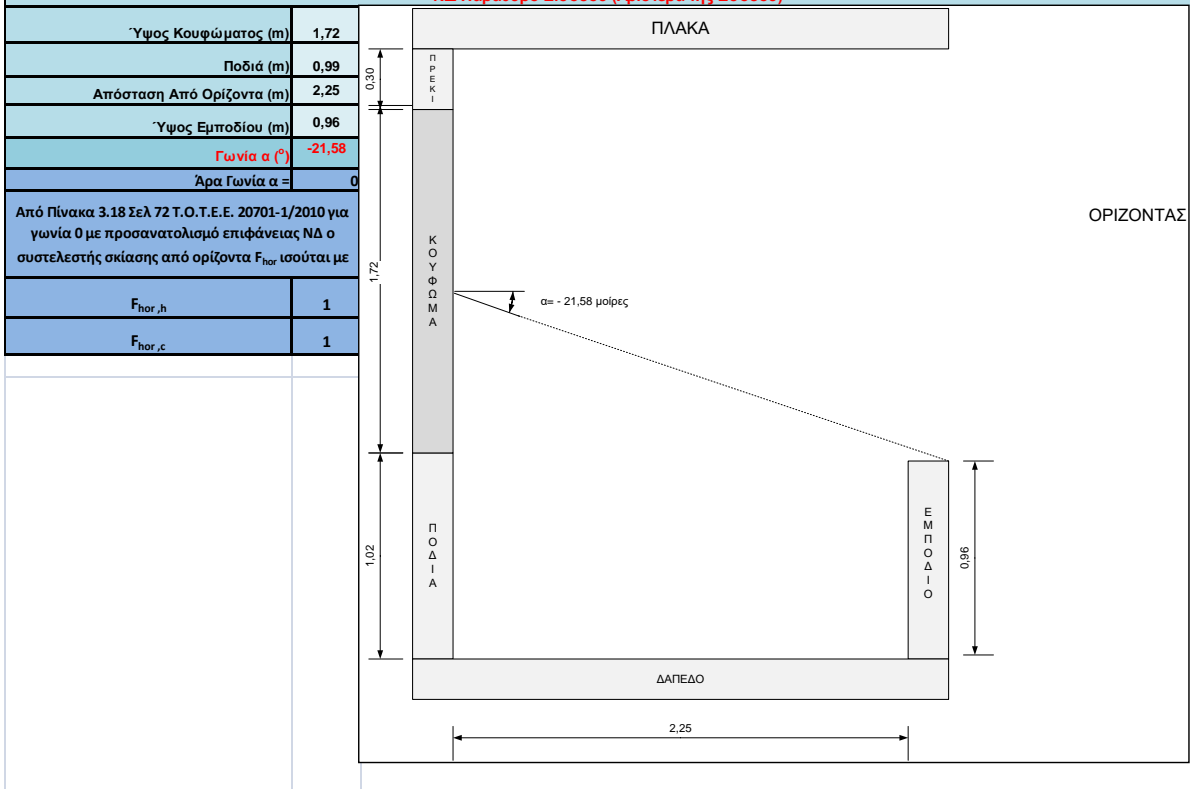 Ύψος Κουφώματος (m) 1,72
Ποδιά (m) 0,99
Απόσταση Από Ορίζοντα (m) 2,25
Ύψος Εμποδίου (m) 0,96
Γωνία α (°) -21,58
Άρα Γωνία α = 0
Από Πίνακα 3.18 Σελ 72 Τ.Ο.Τ.Ε.Ε. 20701-1/2010 για
γωνία 0 με προσανατολισμό επιφάνειας ΝΔ ο
συστελεστής σκίασης από ορίζοντα Fhor ισούται με
Fhor,h 1
Fhor,c 1
ΠΛΑΚΑ
ΠΡΕΚΙ
0,30
ΚΟΥΦΩΜΑ
1,72
α= - 21,58 μοίρες
ΟΡΙΖΟΝΤΑΣ
ΠΟΔΙΑ
1,02
ΕΜΠΟΔΙΟ
0,96
ΔΑΠΕΔΟ
2,25